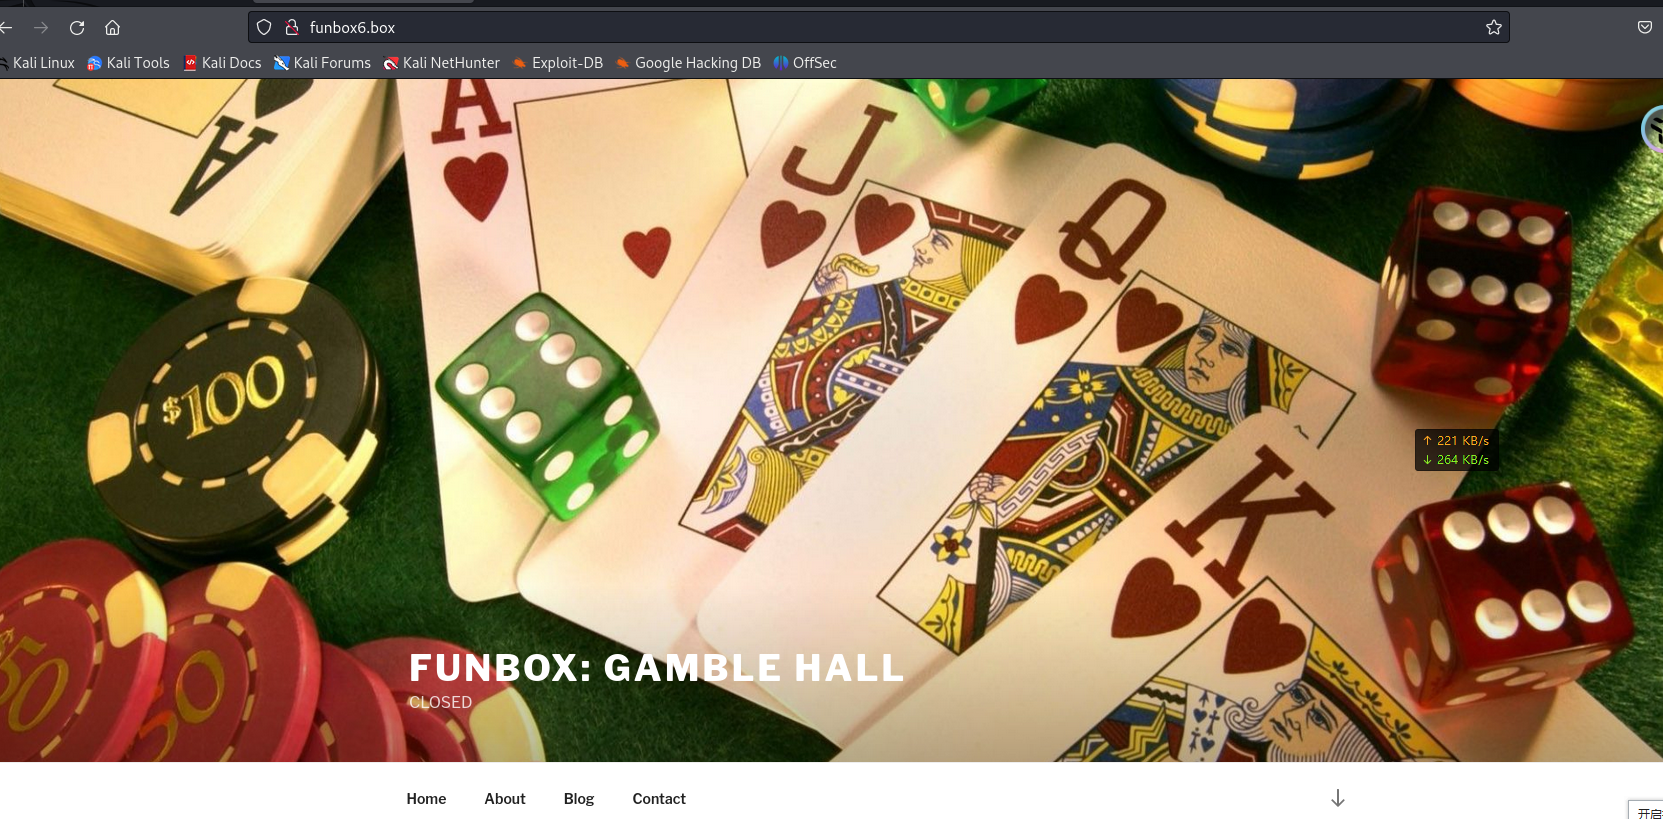 funbox6.box
Kali Linux Kali Tools Kali Docs Kali Forums Kali NetHunter Exploit-DB Google Hacking DB OffSec
A
A
J
Q
K
$100
50
↑ 221 KB/s
↓ 264 KB/s
FUNBOX: GAMBLE HALL
CLOSED
Home About Blog Contact
开启